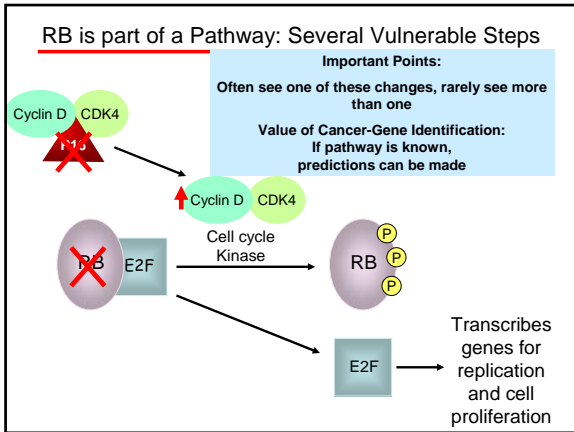 RB is part of a Pathway: Several Vulnerable Steps
Important Points:
Often see one of these changes, rarely see more
than one
Value of Cancer-Gene Identification:
If pathway is known,
predictions can be made
Cyclin D
CDK4
P16
Cyclin D
CDK4
Cell cycle
Kinase
RB
E2F
RB
P
P
P
E2F
Transcribes
genes for
replication
and cell
proliferation